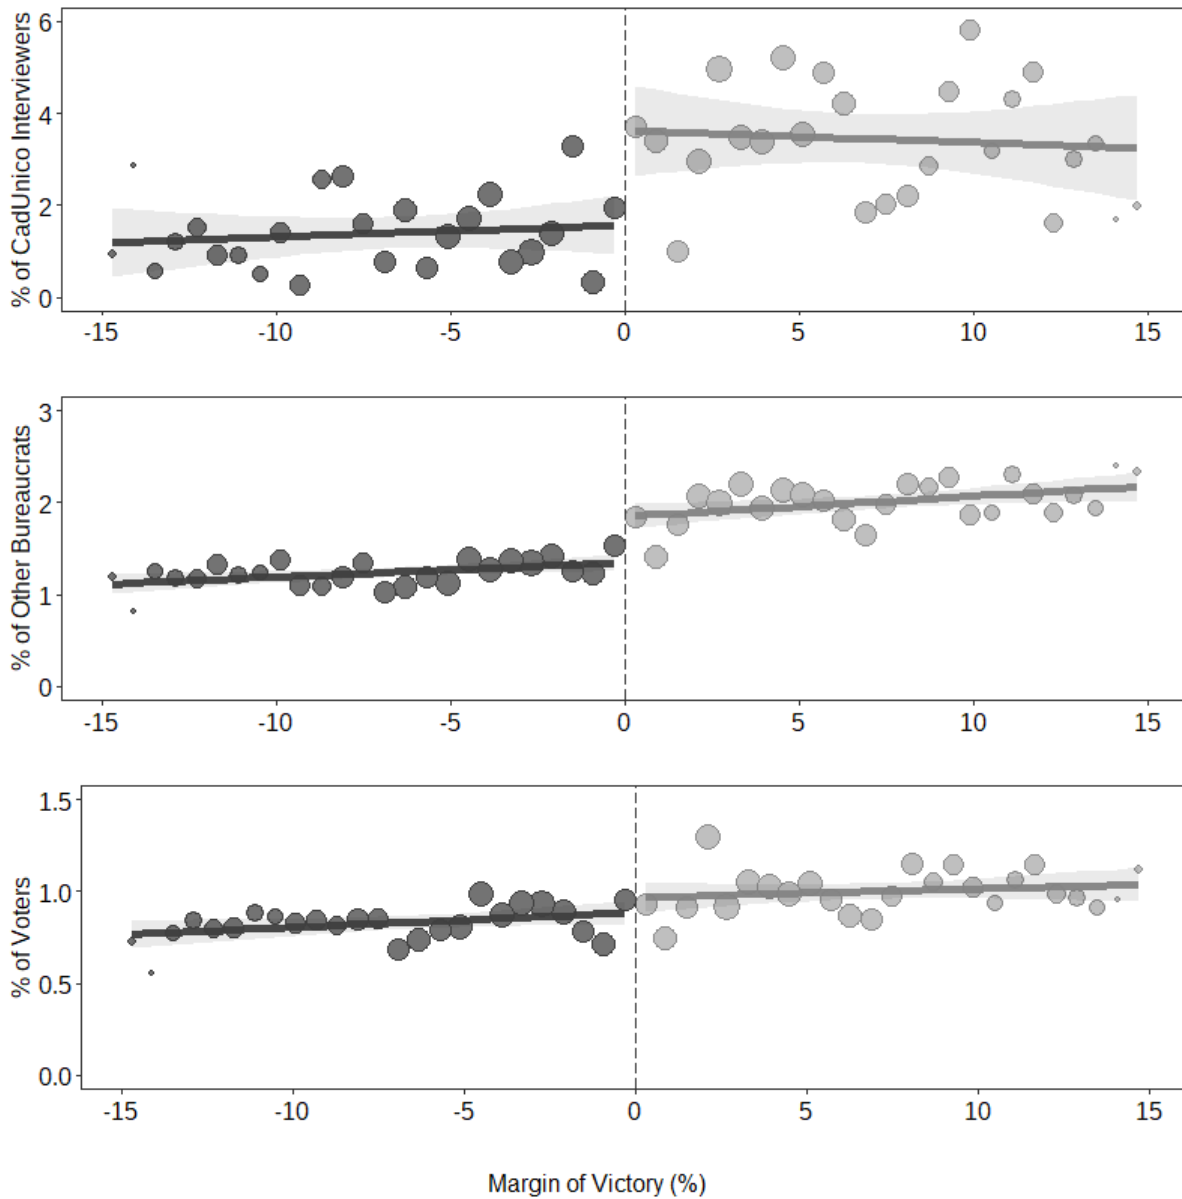 % of CadUnico Interviewers
6
4
2
0
-15 -10 -5 0 5 10 15
% of Other Bureaucrats
3
2
1
0
-15 -10 -5 0 5 10 15
% of Voters
1.5
1.0
0.5
0.0
-15 -10 -5 0 5 10 15
Margin of Victory (%)